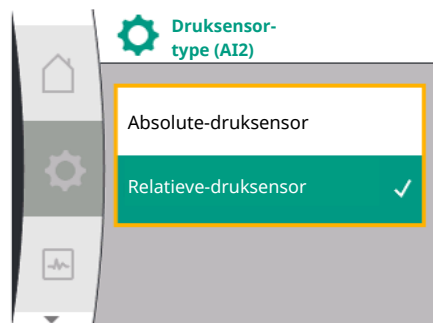 Druksensor-
type (AI2)
Absolute-druksensor
Relatieve-druksensor